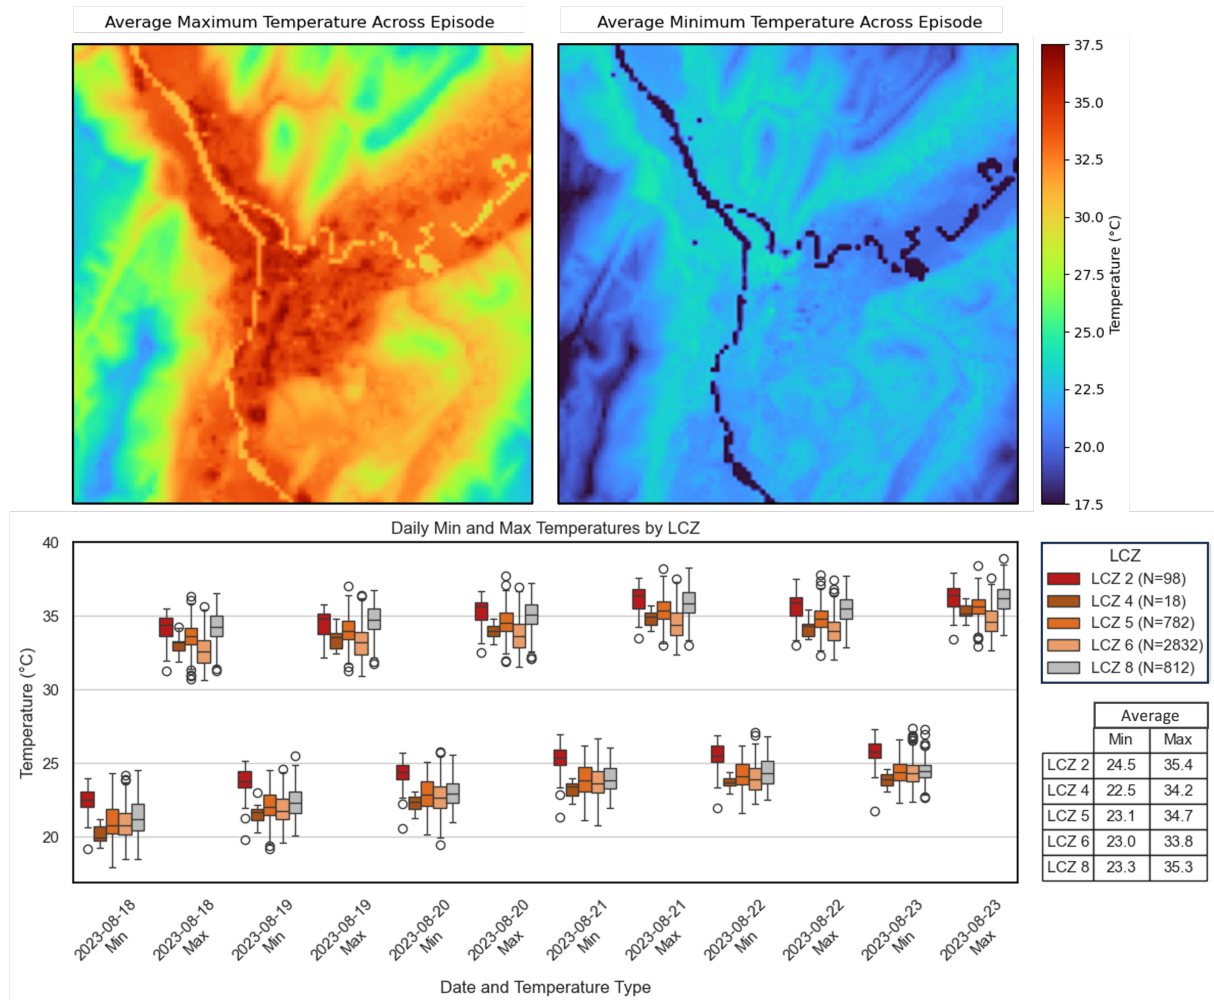 Average Maximum Temperature Across Episode
Average Minimum Temperature Across Episode
37.5
35.0
32.5
30.0
27.5
25.0
22.5
20.0
17.5
Temperature (°C)
Daily Min and Max Temperatures by LCZ
40
35
30
25
20
Temperature (°C)
2023-08-18
Min
2023-08-18
Max
2023-08-19
Min
2023-08-19
Max
2023-08-20
Min
2023-08-20
Max
2023-08-21
Min
2023-08-21
Max
2023-08-22
Min
2023-08-22
Max
2023-08-23
Min
2023-08-23
Max
Date and Temperature Type
LCZ
LCZ 2 (N=98)
LCZ 4 (N=18)
LCZ 5 (N=782)
LCZ 6 (N=2832)
LCZ 8 (N=812)
Average
Min Max
LCZ 2 24.5 35.4
LCZ 4 22.5 34.2
LCZ 5 23.1 34.7
LCZ 6 23.0 33.8
LCZ 8 23.3 35.3